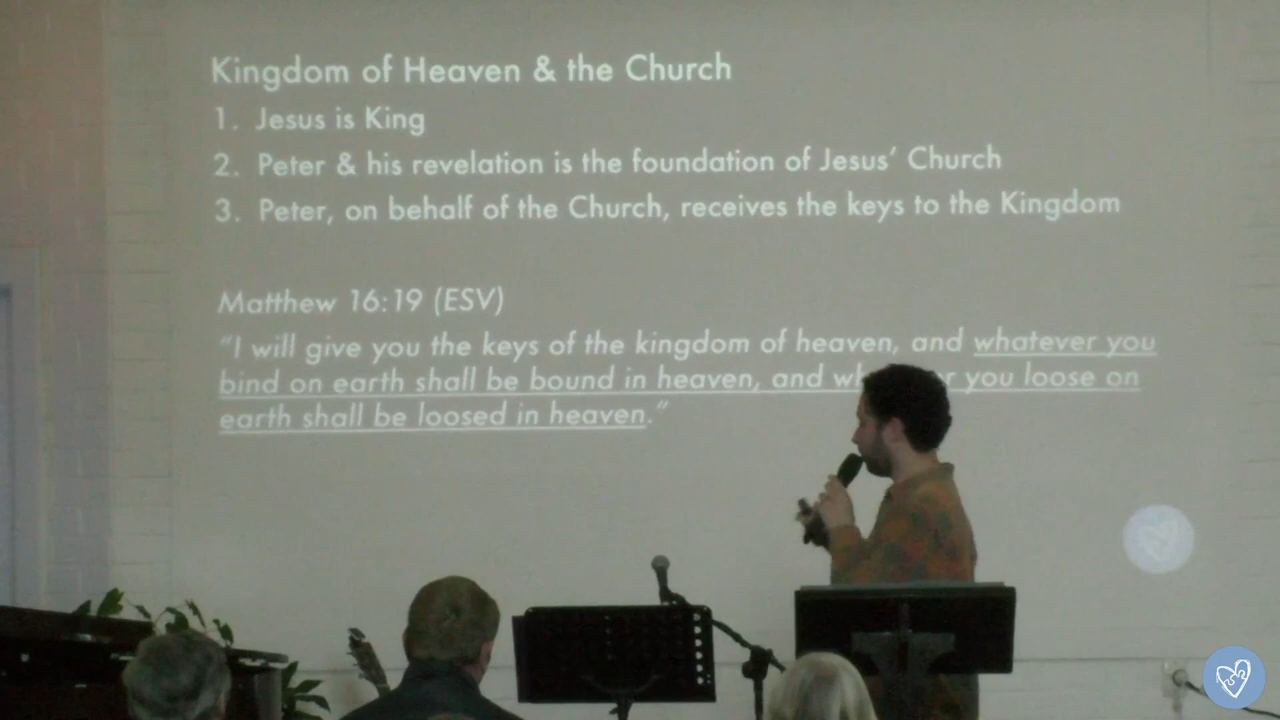 Kingdom of Heaven & the Church
1. Jesus is King
2. Peter & his revelation is the foundation of Jesus’ Church
3. Peter, on behalf of the Church, receives the keys to the Kingdom
Matthew 16:19 (ESV)
“I will give you the keys of the kingdom of heaven, and whatever you
bind on earth shall be bound in heaven, and you loose on
earth shall be loosed in heaven.”